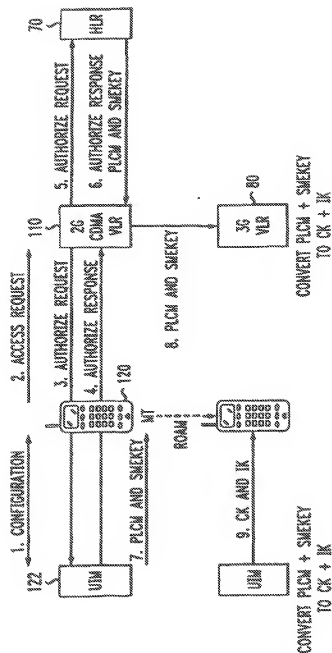 70
HLR
5. AUTHORIZE REQUEST
6. AUTHORIZE RESPONSE
PLCM AND SMEKEY
110
2G
CDMA
VLR
8. PLCM AND SMEKEY
80
3G
VLR
CONVERT PLCM + SMEKEY
TO CK + IK
2. ACCESS REQUEST
3. AUTHORIZE REQUEST
4. AUTHORIZE RESPONSE
120
MT
ROAM
1. CONFIGURATION
7. PLCM AND SMEKEY
9. CK AND IK
122
UIM
UIM
CONVERT PLCM + SMEKEY
TO CK + IK